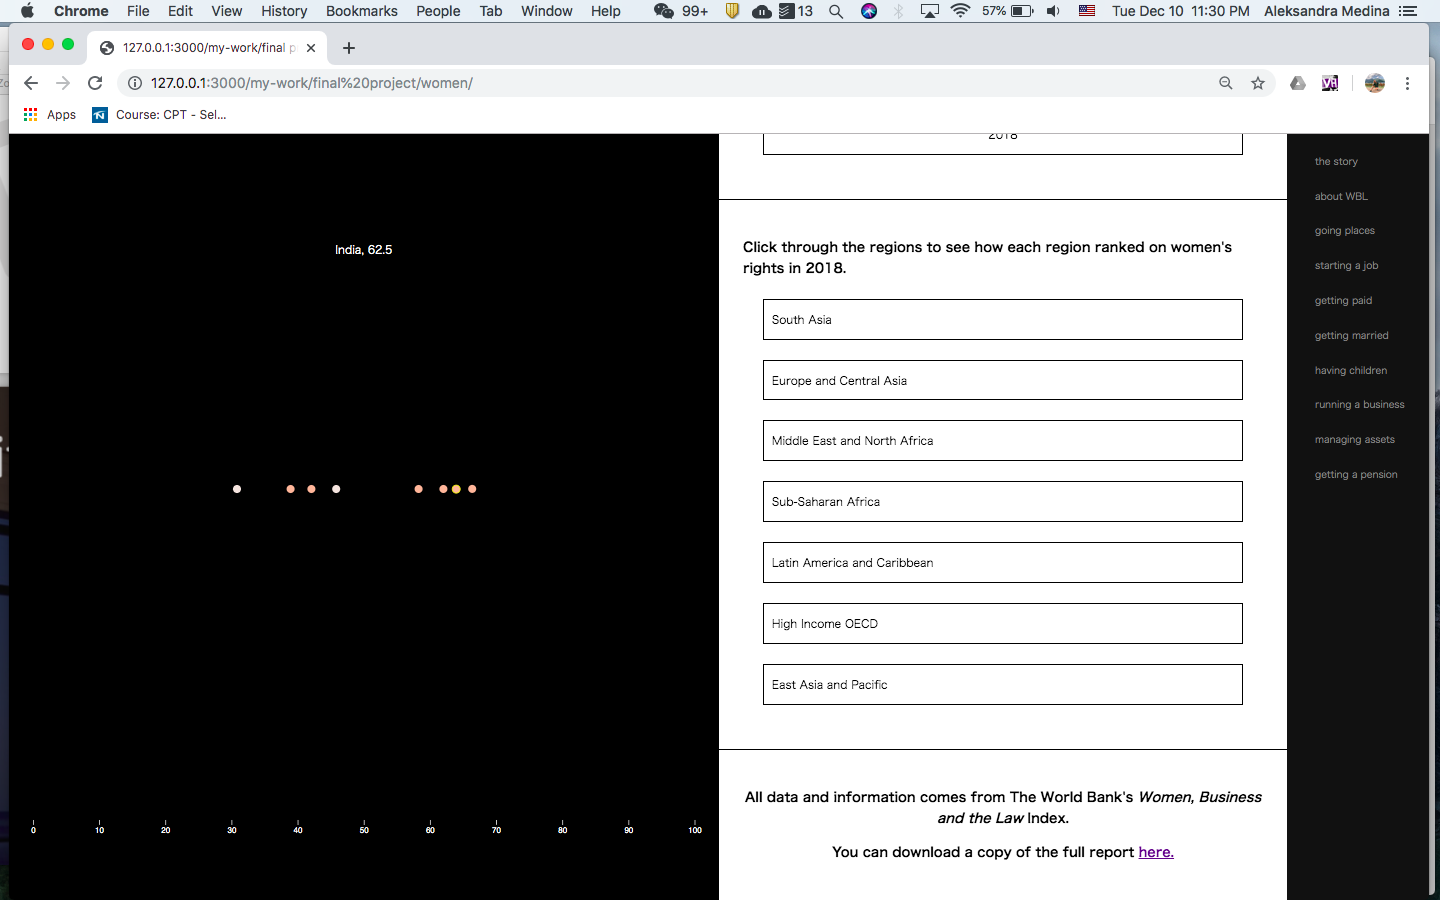 Chrome File Edit View History Bookmarks People Tab Window Help 99+ 13 57% Tue Dec 10 11:30 PM Aleksandra Medina
127.0.0.1:3000/my-work/final p
127.0.0.1:3000/my-work/final%20project/women/
Apps Course: CPT - Sel...
India, 62.5
0 10 20 30 40 50 60 70 80 90 100
2018
Click through the regions to see how each region ranked on women's
rights in 2018.
South Asia
Europe and Central Asia
Middle East and North Africa
Sub-Saharan Africa
Latin America and Caribbean
High Income OECD
East Asia and Pacific
All data and information comes from The World Bank's Women, Business
and the Law Index.
You can download a copy of the full report here.
the story
about WBL
going places
starting a job
getting paid
getting married
having children
running a business
managing assets
getting a pension